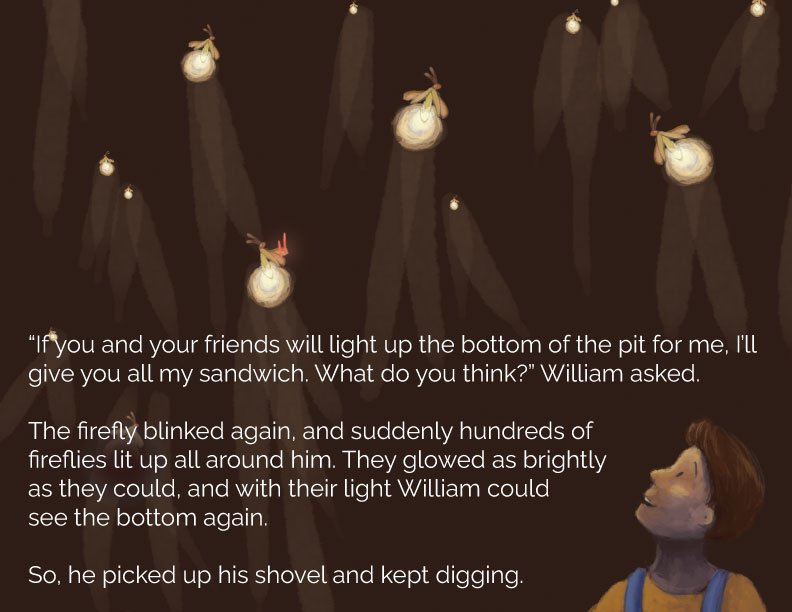 “If you and your friends will light up the bottom of the pit for me, I’ll
give you all my sandwich. What do you think?” William asked.
The firefly blinked again, and suddenly hundreds of
fireflies lit up all around him. They glowed as brightly
as they could, and with their light William could
see the bottom again.
So, he picked up his shovel and kept digging.